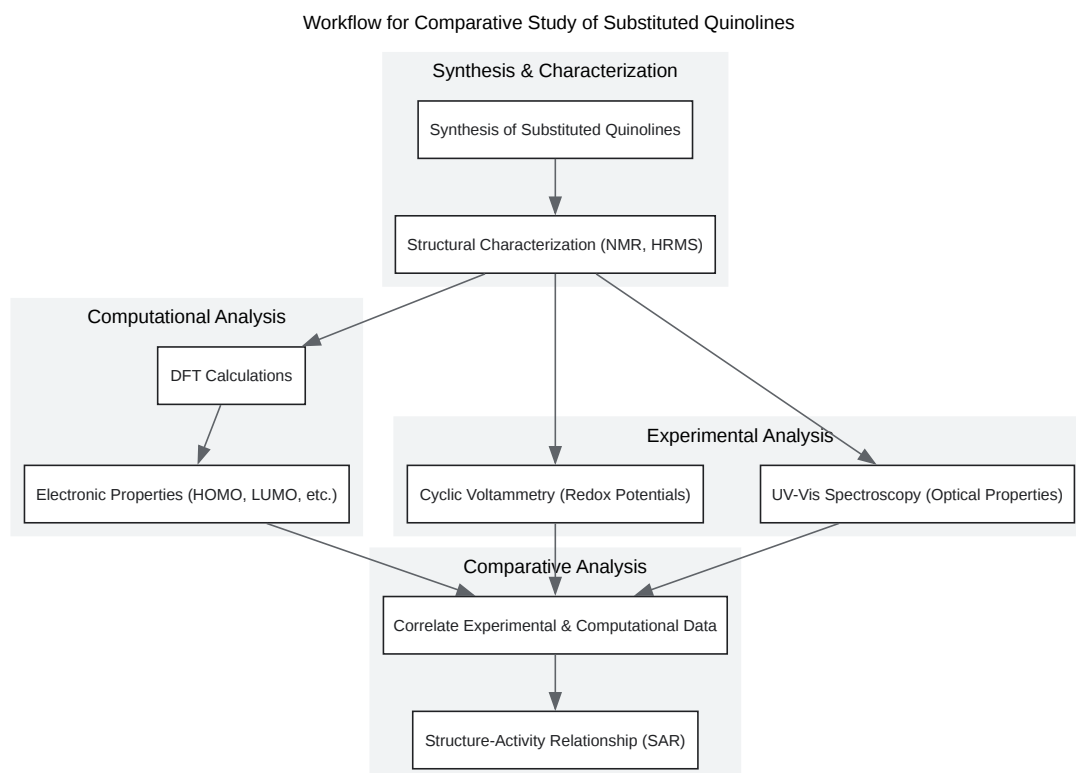 Workflow for Comparative Study of Substituted Quinolines
Synthesis & Characterization
Synthesis of Substituted Quinolines
Structural Characterization (NMR, HRMS)
Computational Analysis
DFT Calculations
Electronic Properties (HOMO, LUMO, etc.)
Experimental Analysis
Cyclic Voltammetry (Redox Potentials)
UV-Vis Spectroscopy (Optical Properties)
Comparative Analysis
Correlate Experimental & Computational Data
Structure-Activity Relationship (SAR)